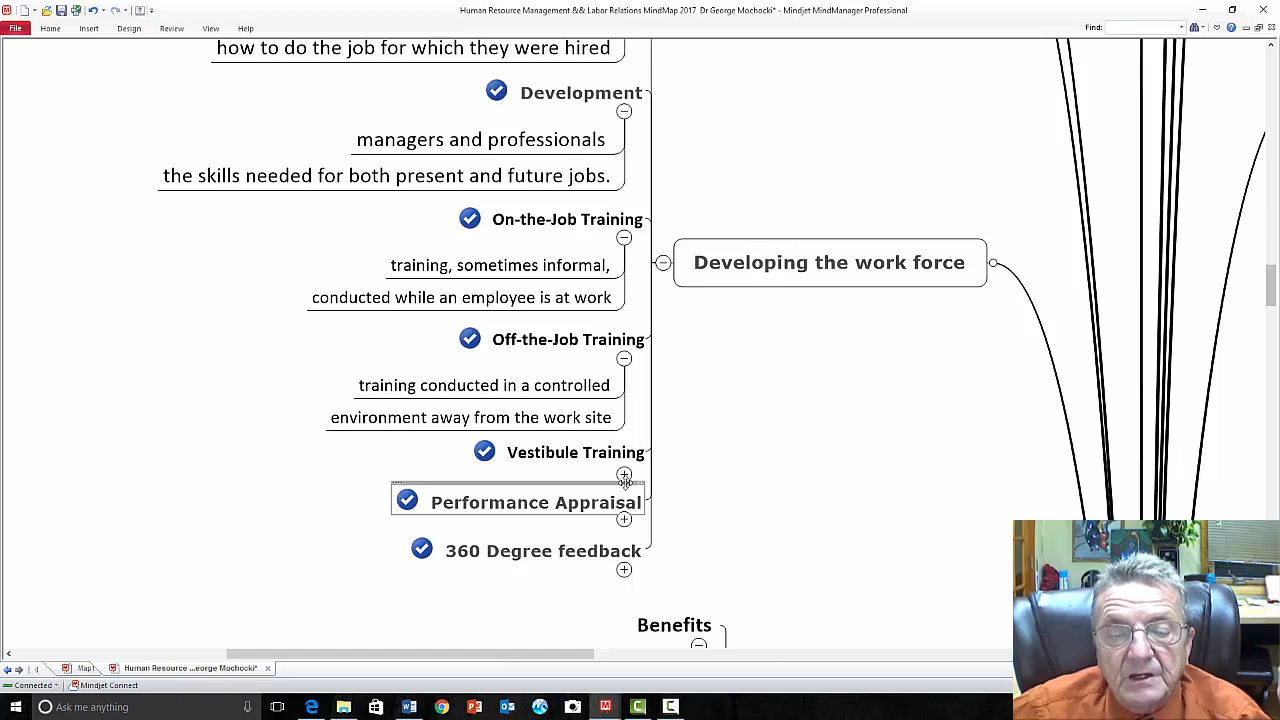 Human Resource Management && Labor Relations MindMap 2017 Dr George Mochocki* - Mindjet MindManager Professional
File Home Insert Design Review View Help
Find:
how to do the job for which they were hired
Development
managers and professionals
the skills needed for both present and future jobs.
On-the-Job Training
training, sometimes informal,
conducted while an employee is at work
Developing the work force
Off-the-Job Training
training conducted in a controlled
environment away from the work site
Vestibule Training
Performance Appraisal
360 Degree feedback
Benefits
Map1 Human Resource ...eorge Mochocki*
Connected Mindjet Connect
Ask me anything